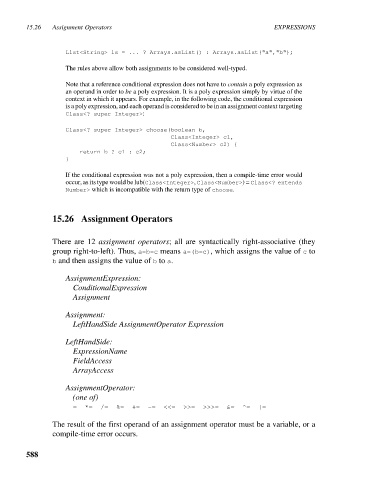 15.26 Assignment Operators EXPRESSIONS
List<String> ls = ... ? Arrays.asList() : Arrays.asList("a","b");
The rules above allow both assignments to be considered well-typed.
Note that a reference conditional expression does not have to contain a poly expression as
an operand in order to be a poly expression. It is a poly expression simply by virtue of the
context in which it appears. For example, in the following code, the conditional expression
is a poly expression, and each operand is considered to be in an assignment context targeting
Class<? super Integer>:
Class<? super Integer> choose(boolean b,
Class<Integer> c1,
Class<Number> c2) {
return b ? c1 : c2;
}
If the conditional expression was not a poly expression, then a compile-time error would
occur, as its type would be lub(Class<Integer>,Class<Number>) = Class<? extends
Number> which is incompatible with the return type of choose.
15.26 Assignment Operators
There are 12 assignment operators; all are syntactically right-associative (they
group right-to-left). Thus, a=b=c means a=(b=c), which assigns the value of c to
b and then assigns the value of b to a.
AssignmentExpression:
ConditionalExpression
Assignment
Assignment:
LeftHandSide AssignmentOperator Expression
LeftHandSide:
ExpressionName
FieldAccess
ArrayAccess
AssignmentOperator:
(one of)
= *= /= %= += -= <<= >>= >>>= &= ^= |=
The result of the first operand of an assignment operator must be a variable, or a
compile-time error occurs.
588